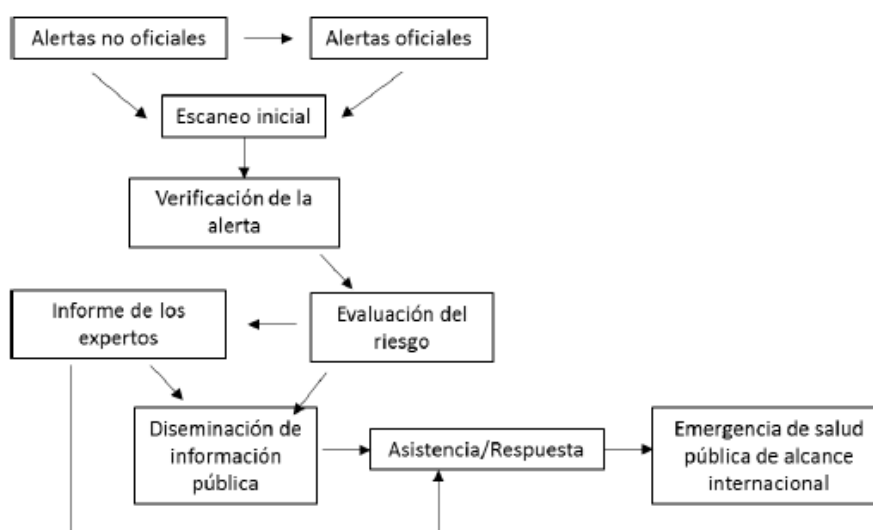 Alertas no oficiales
Alertas oficiales
Escaneo inicial
Verificación de la
alerta
Informe de los
expertos
Evaluación del
riesgo
Diseminación de
información
pública
Asistencia/Respuesta
Emergencia de salud
pública de alcance
internacional